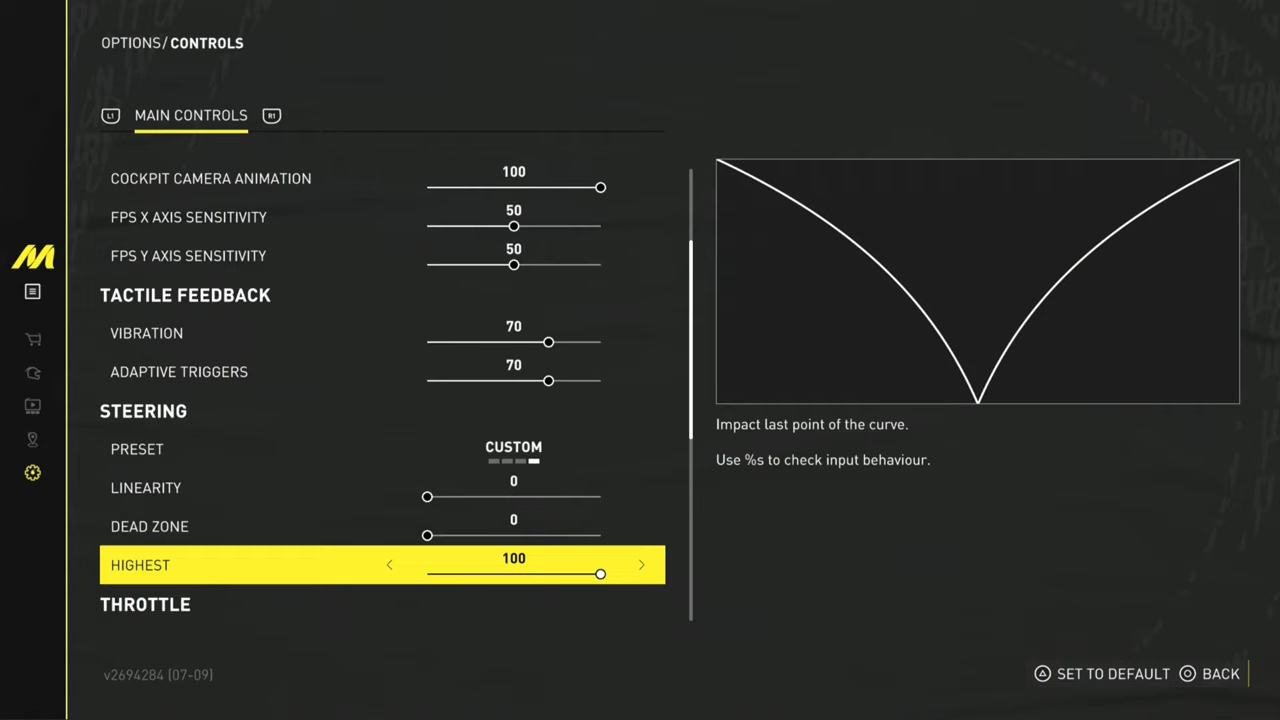 OPTIONS/ CONTROLS
L1 MAIN CONTROLS R1
COCKPIT CAMERA ANIMATION 100
FPS X AXIS SENSITIVITY 50
FPS Y AXIS SENSITIVITY 50
TACTILE FEEDBACK
VIBRATION 70
ADAPTIVE TRIGGERS 70
STEERING
PRESET CUSTOM
LINEARITY 0
DEAD ZONE 0
HIGHEST 100
THROTTLE
Impact last point of the curve.
Use %s to check input behaviour.
v2694284 (07-09)
SET TO DEFAULT BACK